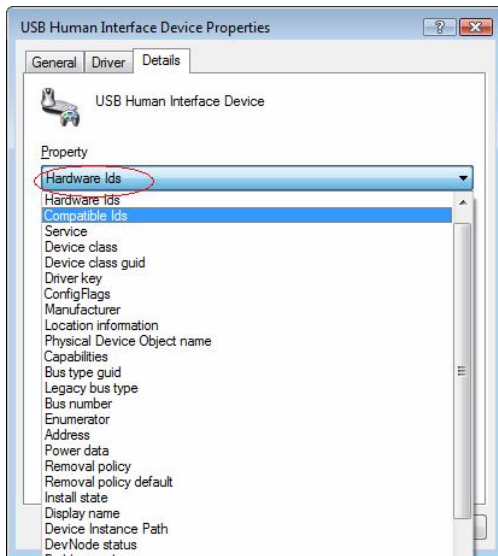 USB Human Interface Device Properties
General Driver Details
USB Human Interface Device
Property
Hardware Ids
Hardware Ids
Compatible Ids
Service
Device class
Device class guid
Driver key
ConfigFlags
Manufacturer
Location information
Physical Device Object name
Capabilities
Bus type guid
Legacy bus type
Bus number
Enumerator
Address
Power data
Removal policy
Removal policy default
Install state
Display name
Device Instance Path
DevNode status